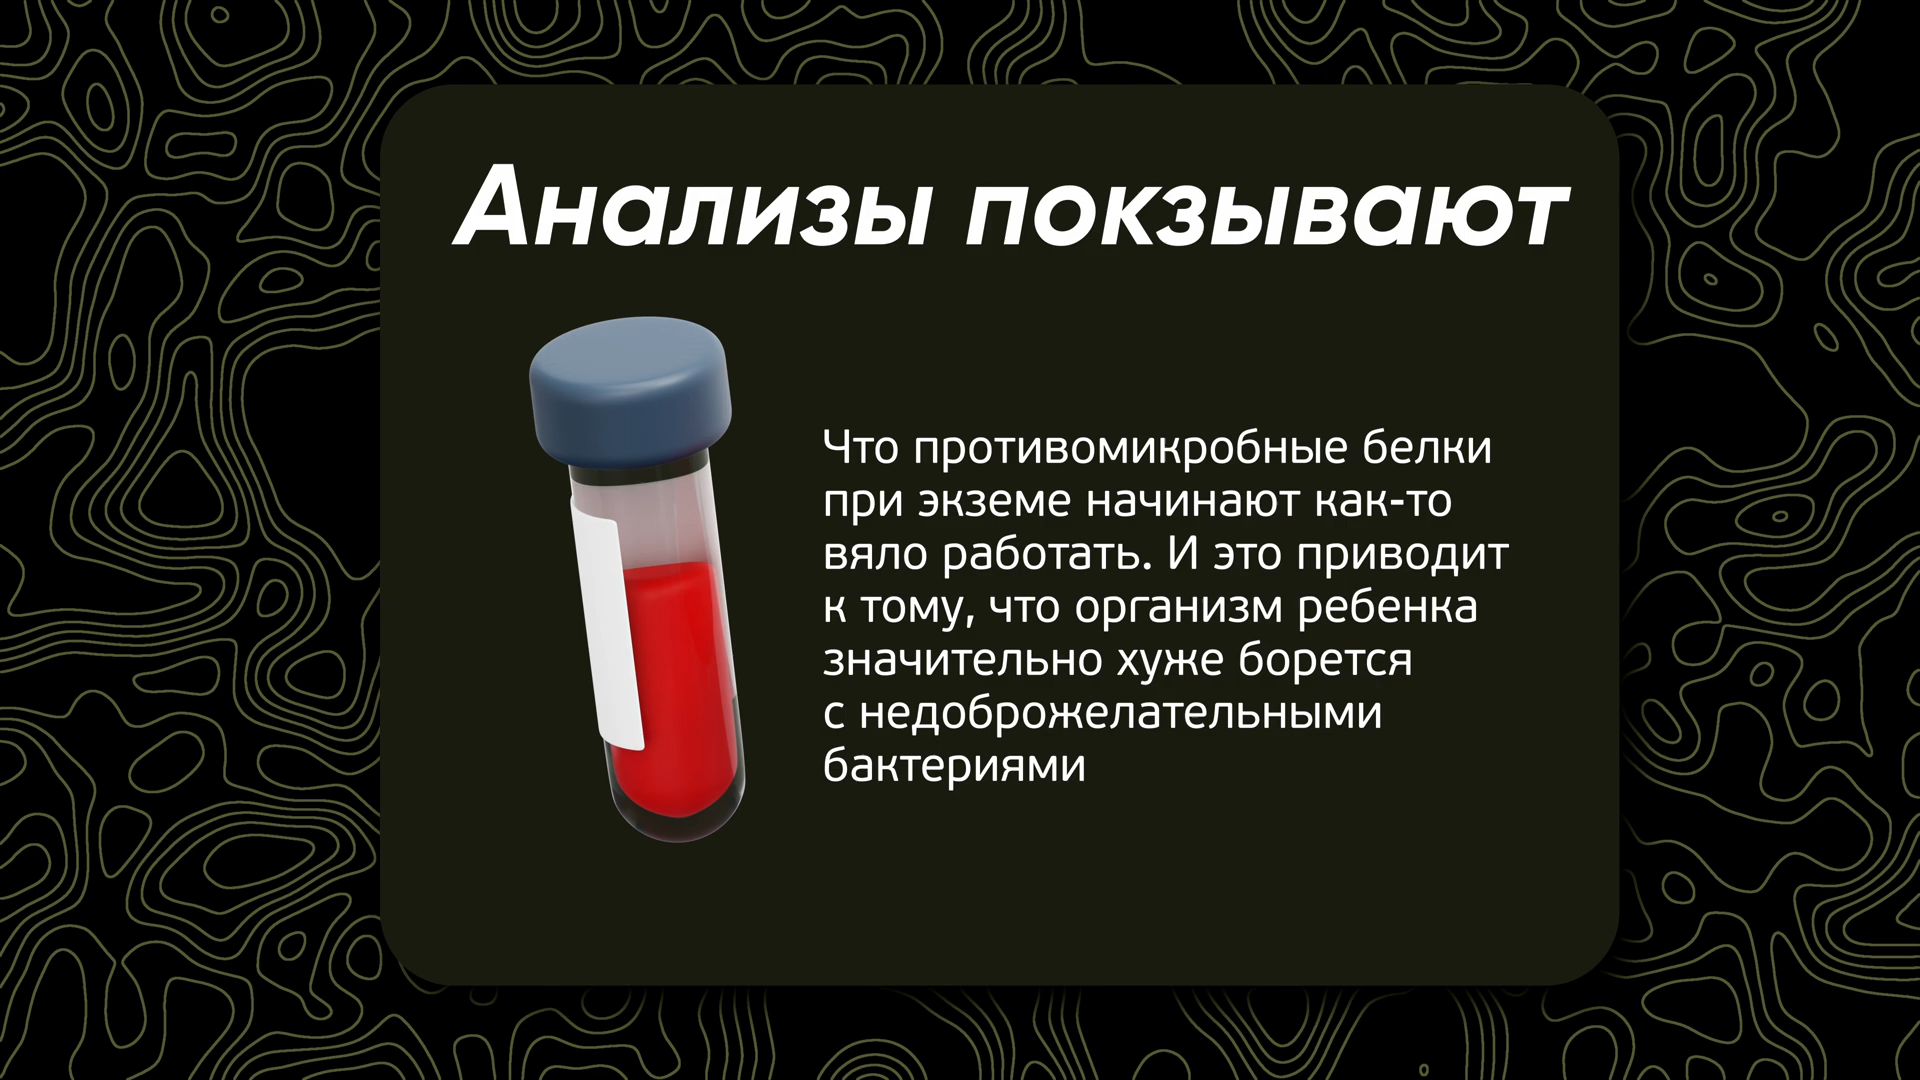 Анализы покзывают
Что противомикробные белки
при экземе начинают как-то
вяло работать. И это приводит
к тому, что организм ребенка
значительно хуже борется
с недоброжелательными
бактериями